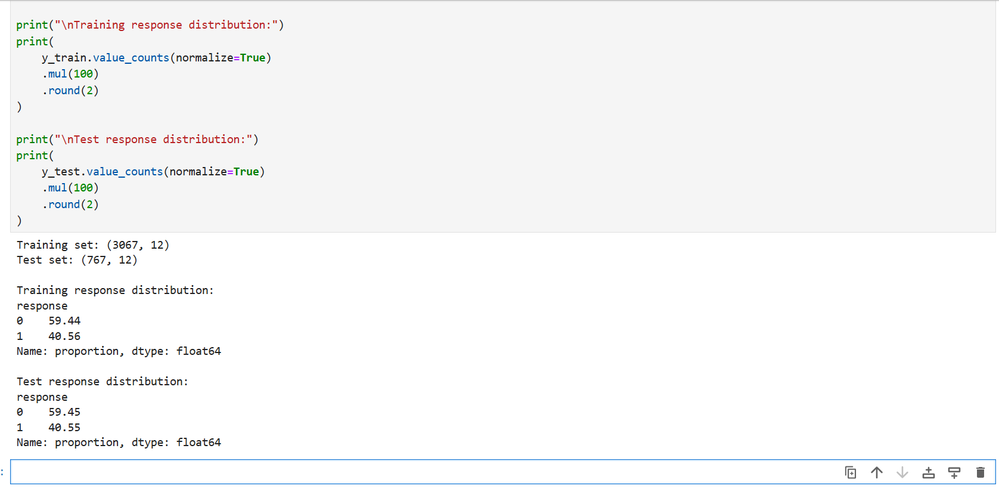 print("\nTraining response distribution:")
print(
    y_train.value_counts(normalize=True)
    .mul(100)
    .round(2)
)
print("\nTest response distribution:")
print(
    y_test.value_counts(normalize=True)
    .mul(100)
    .round(2)
)
Training set: (3067, 12)
Test set: (767, 12)
Training response distribution:
response
0    59.44
1    40.56
Name: proportion, dtype: float64
Test response distribution:
response
0    59.45
1    40.55
Name: proportion, dtype: float64
: